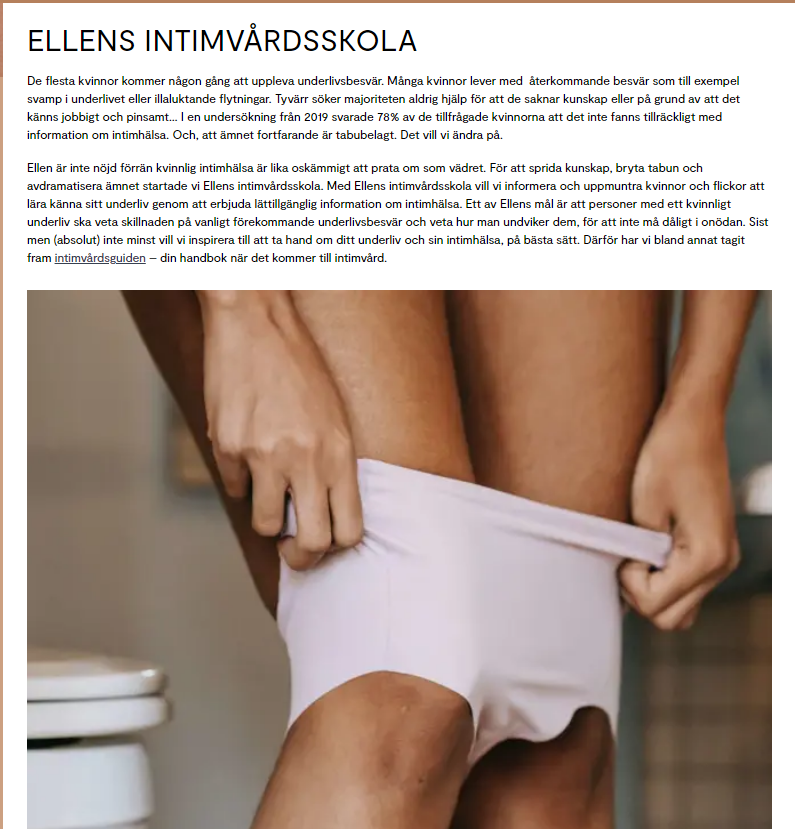 ELLENS INTIMVÅRDSSKOLA
De flesta kvinnor kommer någon gång att uppleva underlivsbesvär. Många kvinnor lever med  återkommande besvär som till exempel
svamp i underlivet eller illaluktande flytningar. Tyvärr söker majoriteten aldrig hjälp för att de saknar kunskap eller på grund av att det
känns jobbigt och pinsamt... I en undersökning från 2019 svarade 78% av de tillfrågade kvinnorna att det inte fanns tillräckligt med
information om intimhälsa. Och, att ämnet fortfarande är tabubelagt. Det vill vi ändra på.
Ellen är inte nöjd förrän kvinnlig intimhälsa är lika oskämmigt att prata om som vädret. För att sprida kunskap, bryta tabun och
avdramatisera ämnet startade vi Ellens intimvårdsskola. Med Ellens intimvårdsskola vill vi informera och uppmuntra kvinnor och flickor att
lära känna sitt underliv genom att erbjuda lättillgänglig information om intimhälsa. Ett av Ellens mål är att personer med ett kvinnligt
underliv ska veta skillnaden på vanligt förekommande underlivsbesvär och veta hur man undviker dem, för att inte må dåligt i onödan. Sist
men (absolut) inte minst vill vi inspirera till att ta hand om ditt underliv och sin intimhälsa, på bästa sätt. Därför har vi bland annat tagit
fram intimvårdsguiden – din handbok när det kommer till intimvård.